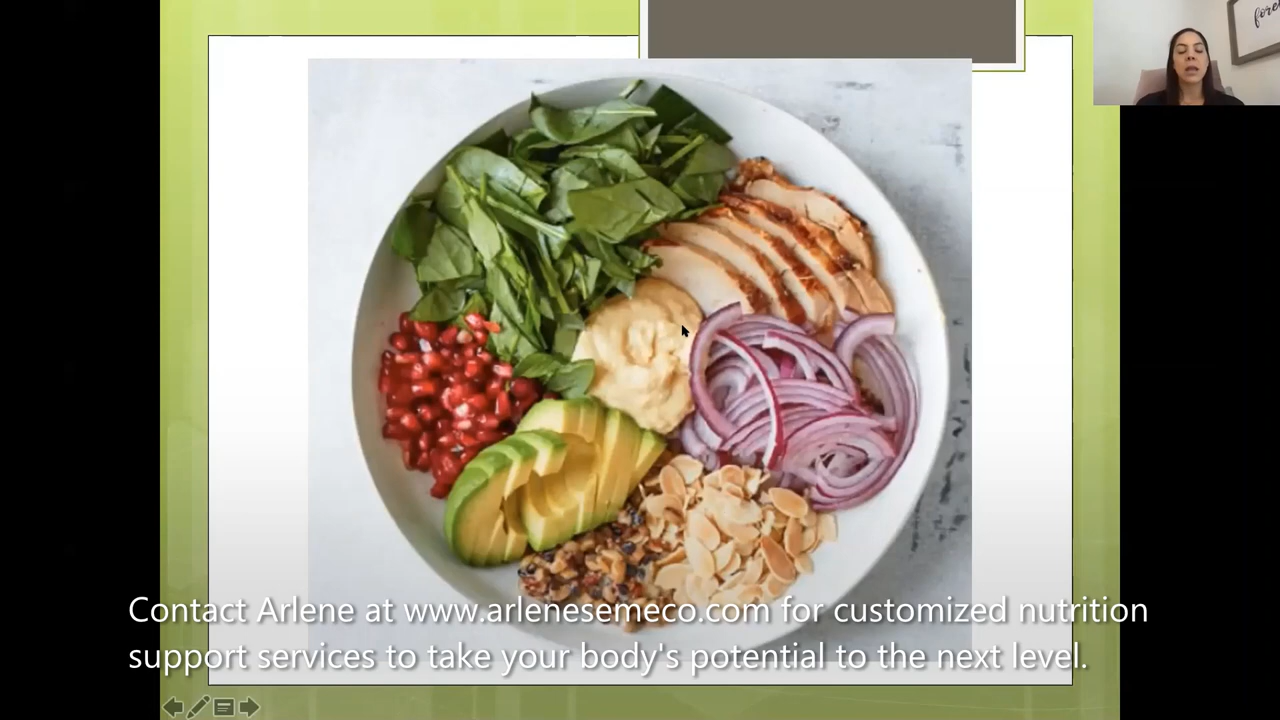 Contact Arlene at www.arlenesemeco.com for customized nutrition
support services to take your body's potential to the next level.